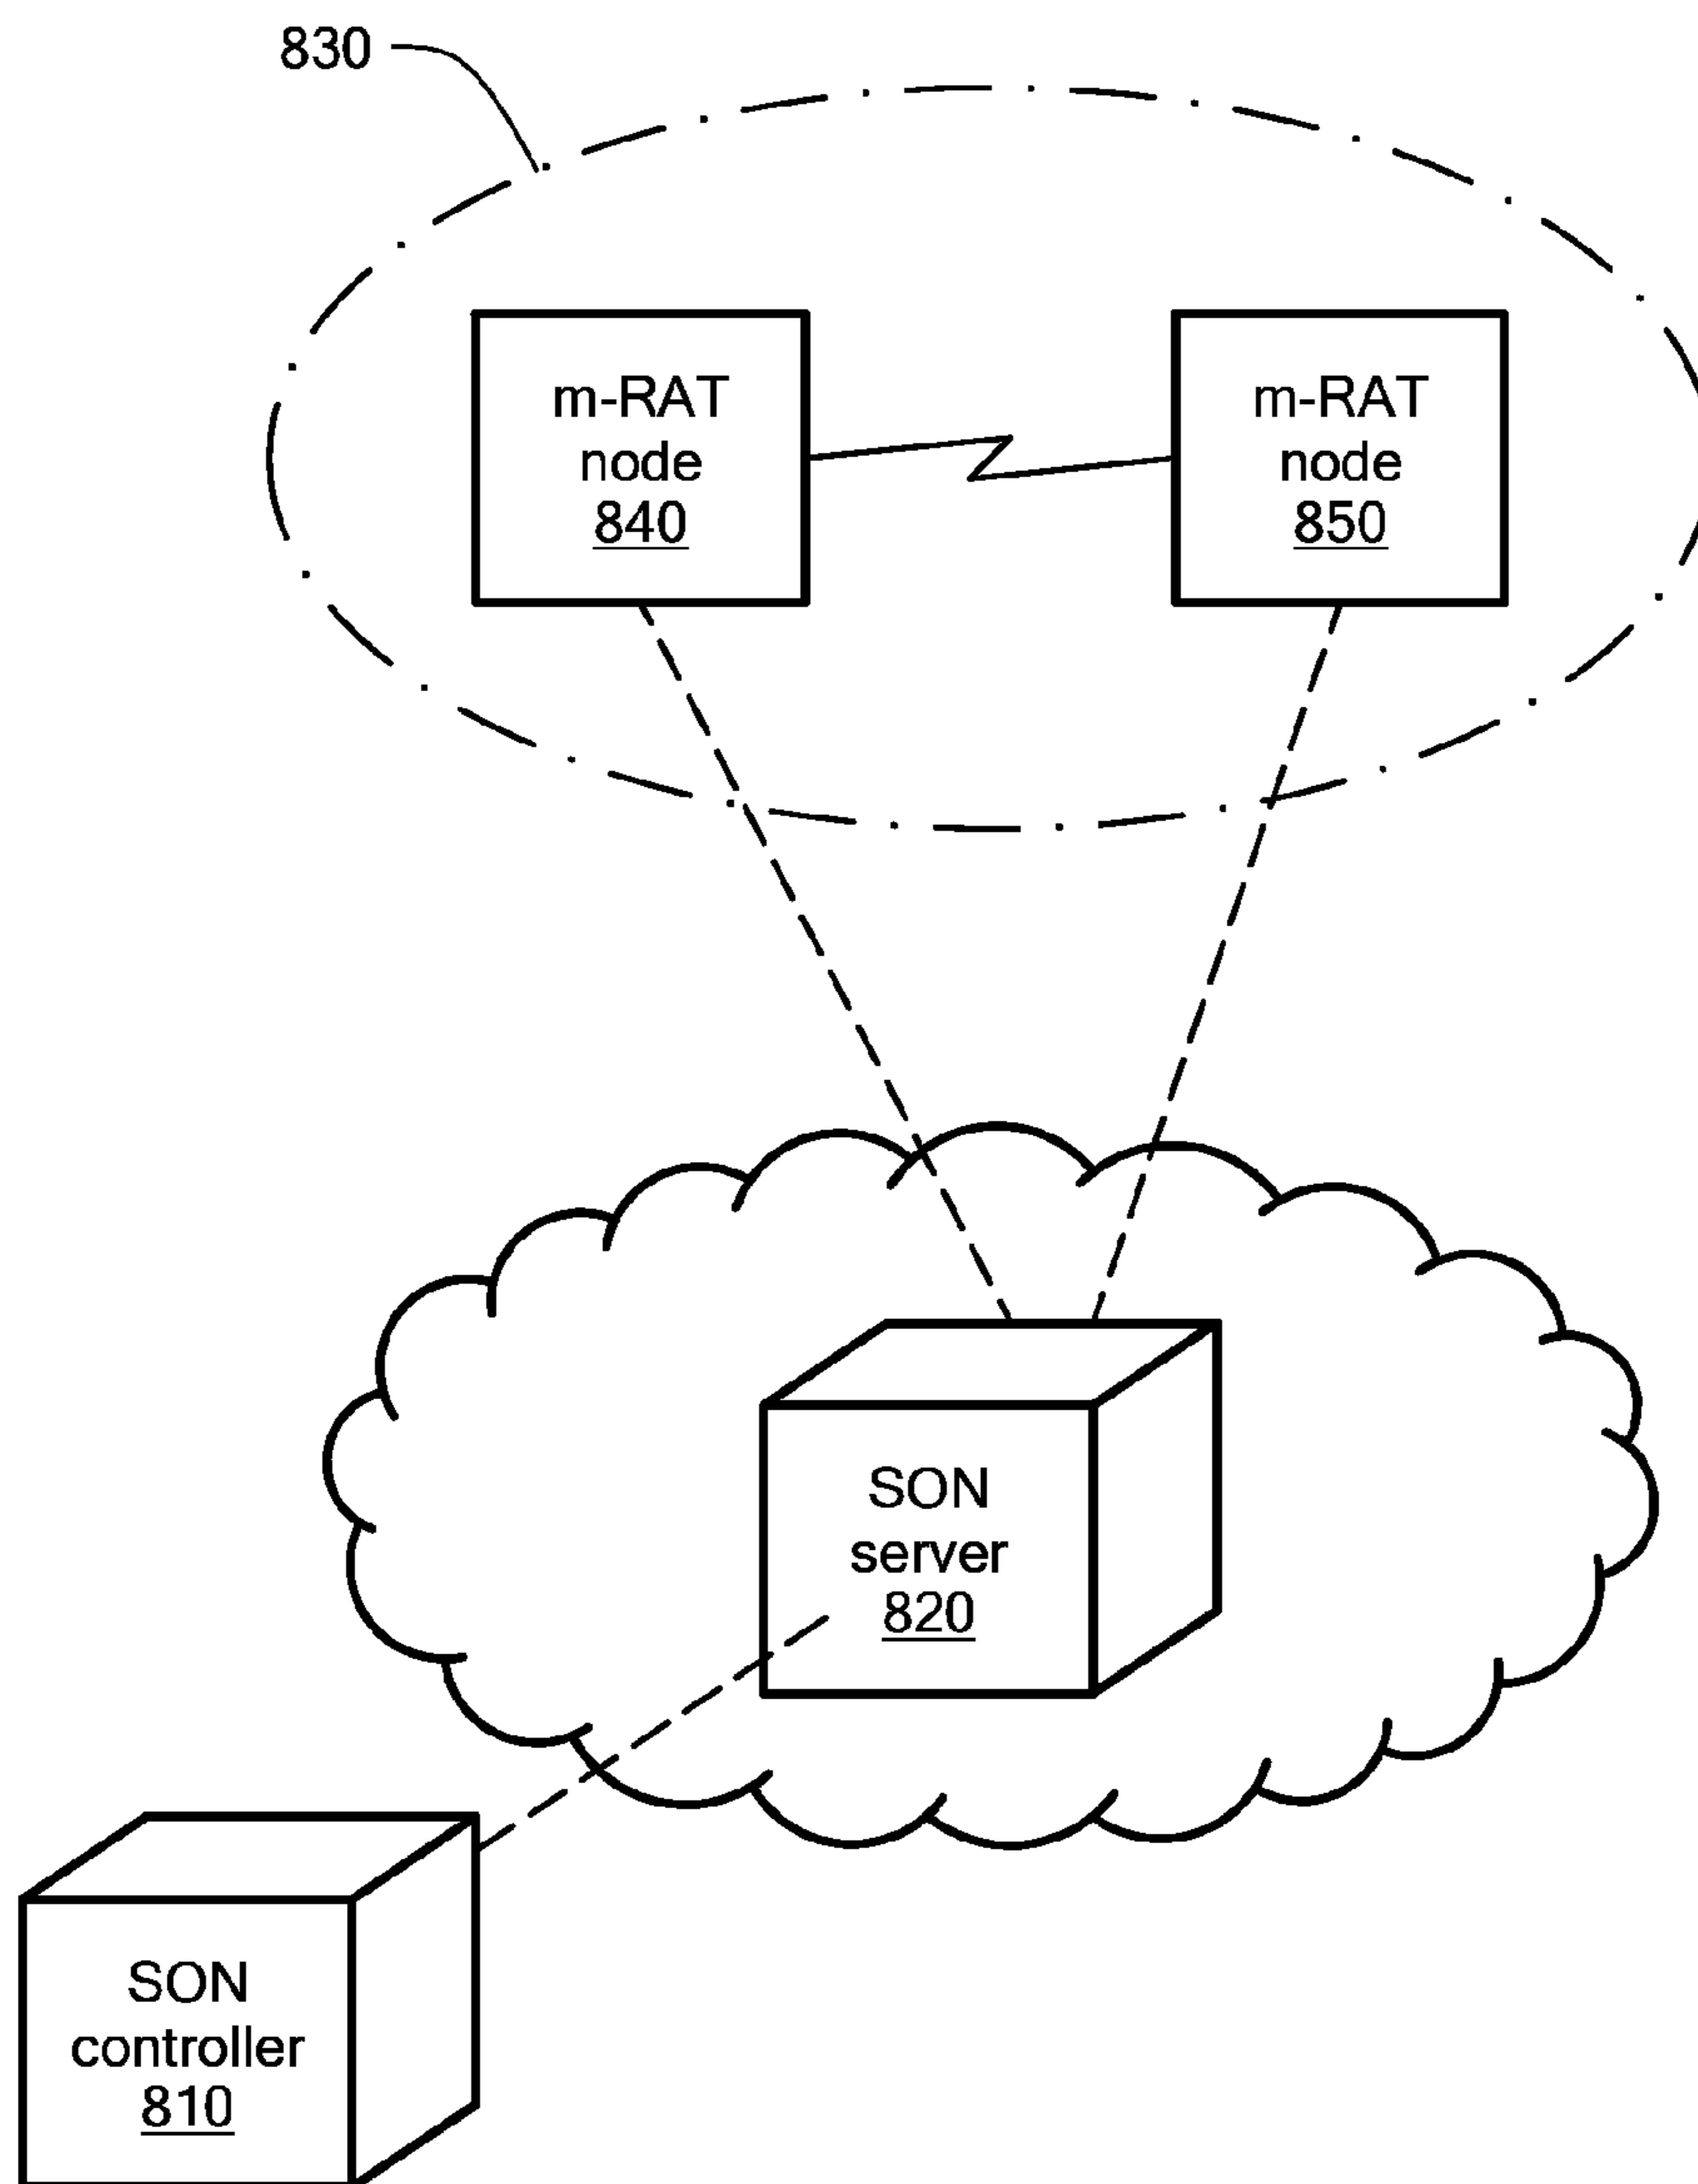 830
m-RAT
node
840
m-RAT
node
850
SON
server
820
SON
controller
810